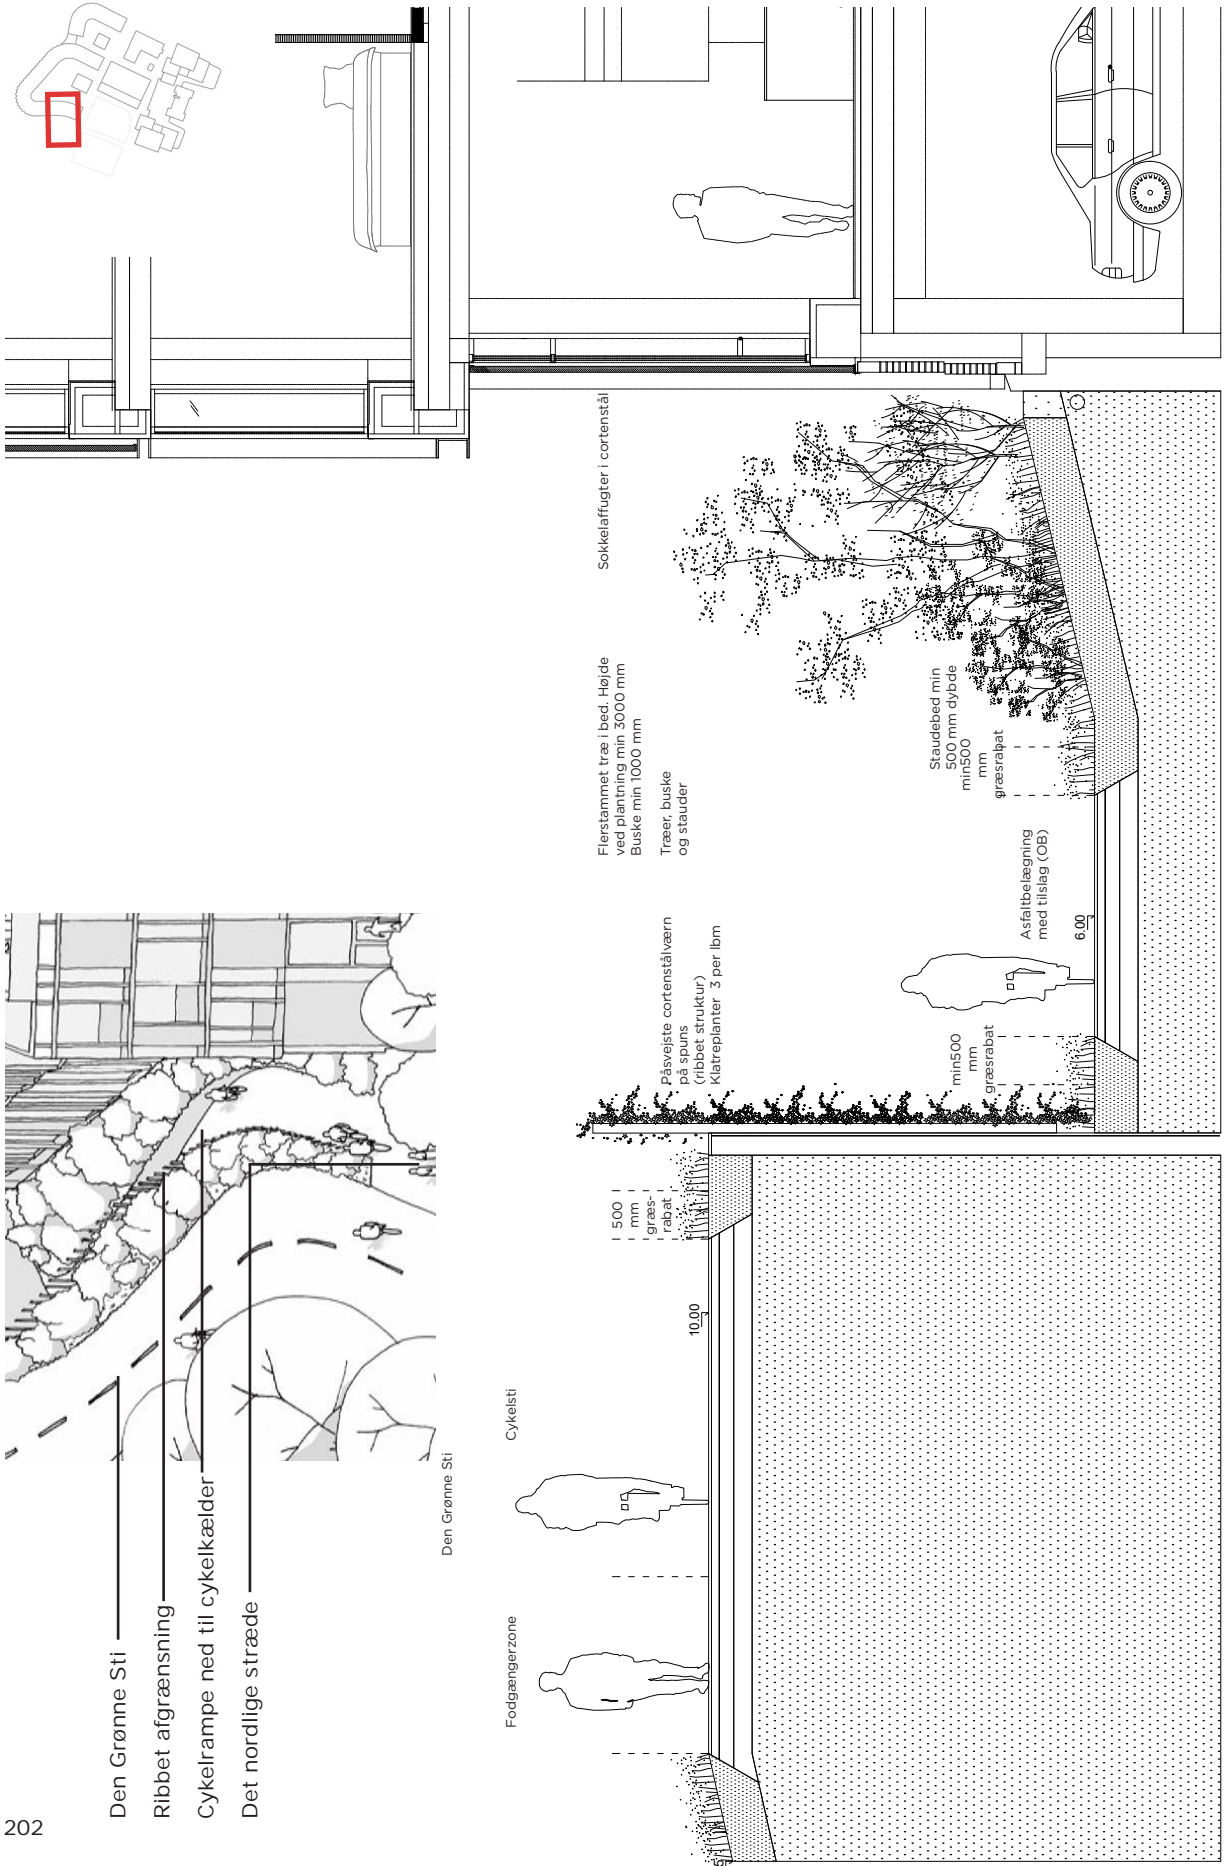 202
Den Grønne Sti
Ribbet afgrænsning
Cykelrampe ned til cykelkælder
Det nordlige stræde
Den Grønne Sti
Fodgængerzone
Cykelsti
10.00
500
mm
græs-
rabat
Påsvejste cortenstålværn
på spuns
(ribbet struktur)
Klatreplanter 3 per lbm
Flerstammet træ i bed. Højde
ved plantning min 3000 mm
Buske min 1000 mm
Træer, buske
og stauder
Sokkelaffugter i cortenstål
min500
mm
græsrabat
Asfaltbelægning
med tilslag (OB)
6.00
Staudebed min
500 mm dybde
min500
mm
græsrabat